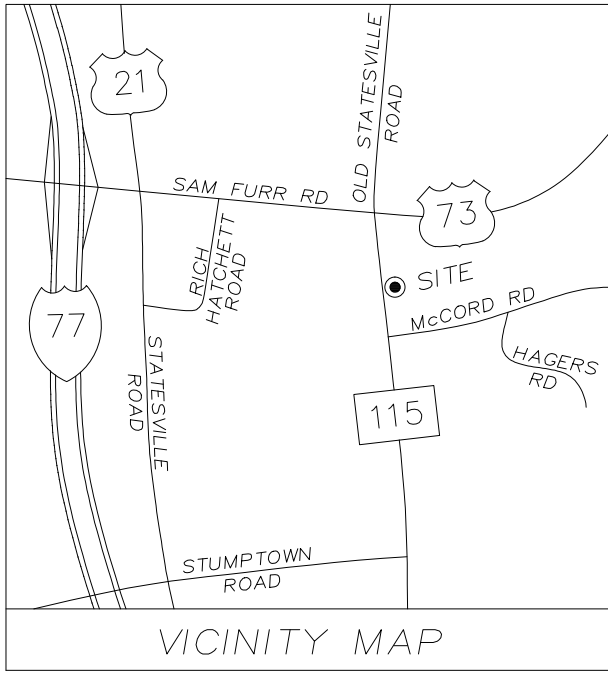 21
OLD STATESVILLE
ROAD
SAM FURR RD
73
RICH
HATCHETT
ROAD
SITE
McCORD RD
77
HAGERS
RD
STATESVILLE
ROAD
115
STUMPTOWN
ROAD
VICINITY MAP